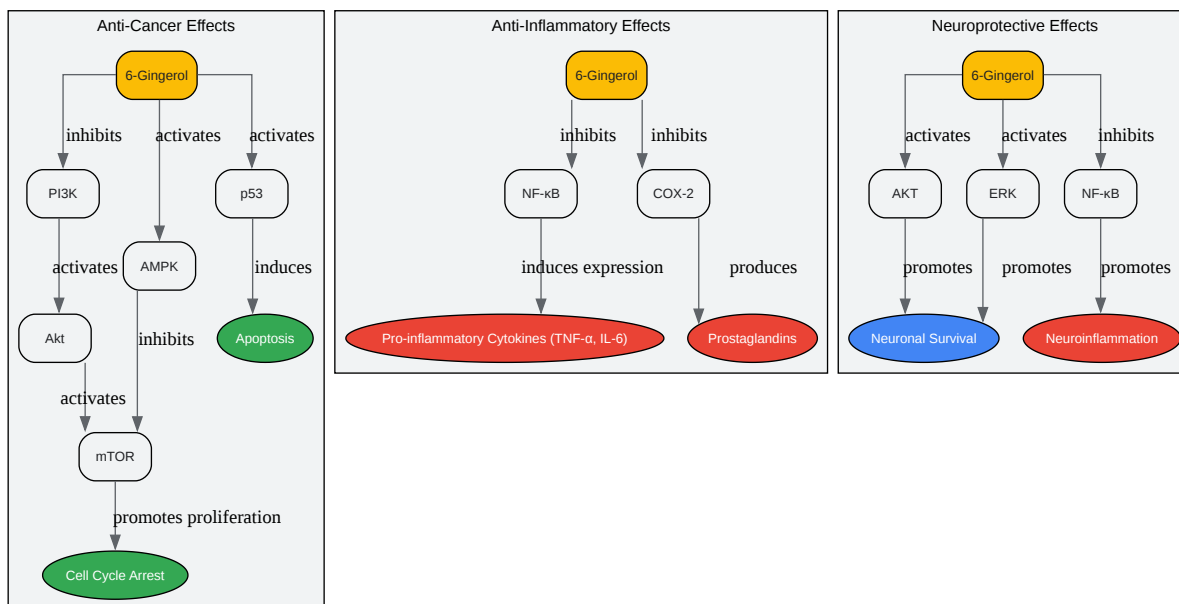 Anti-Cancer Effects
6-Gingerol
inhibits
activates
activates
PI3K
p53
activates
AMPK
induces
Akt
inhibits
Apoptosis
activates
mTOR
promotes proliferation
Cell Cycle Arrest
Anti-Inflammatory Effects
6-Gingerol
inhibits
inhibits
NF-κB
COX-2
induces expression
produces
Pro-inflammatory Cytokines (TNF-α, IL-6)
Prostaglandins
Neuroprotective Effects
6-Gingerol
activates
activates
inhibits
AKT
ERK
NF-κB
promotes
promotes
promotes
Neuronal Survival
Neuroinflammation